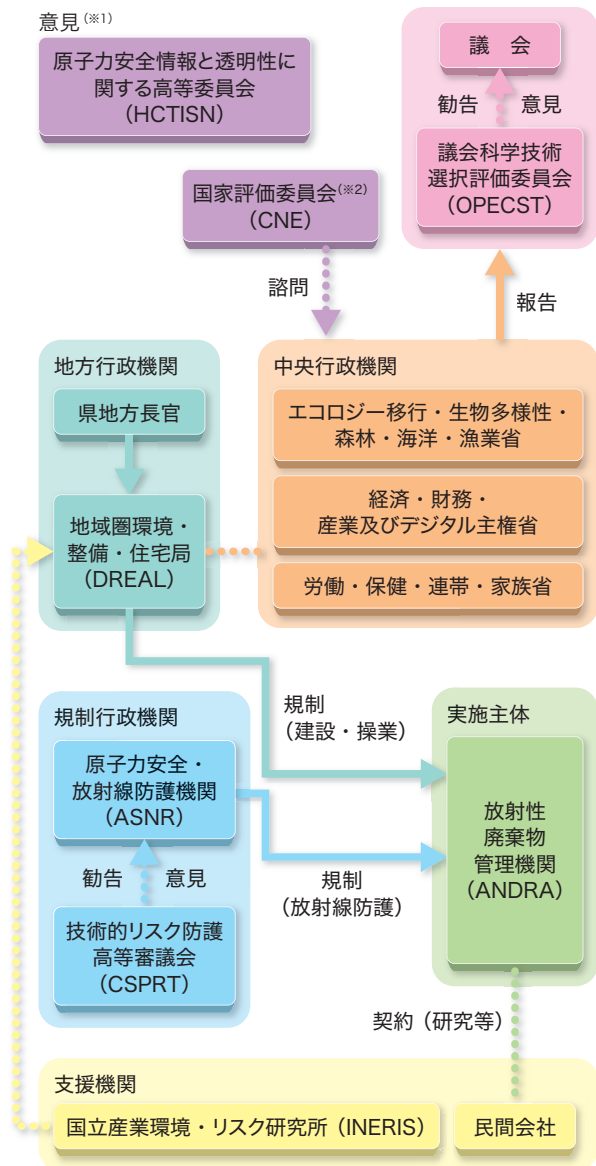 意見(※1)
原子力安全情報と透明性に
関する高等委員会
(HCTISN)
議 会
勧告 意見
議会科学技術
選択評価委員会
(OPECST)
国家評価委員会(※2)
(CNE)
諮問
報告
地方行政機関
県地方長官
地域圏環境・
整備・住宅局
(DREAL)
中央行政機関
エコロジー移行・生物多様性・
森林・海洋・漁業省
経済・財務・
産業及びデジタル主権省
労働・保健・連帯・家族省
規制
(建設・操業)
規制行政機関
原子力安全・
放射線防護機関
(ASNR)
勧告 意見
技術的リスク防護
高等審議会
(CSPRT)
規制
(放射線防護)
実施主体
放射性
廃棄物
管理機関
(ANDRA)
契約(研究等)
支援機関
国立産業環境・リスク研究所(INERIS)
民間会社